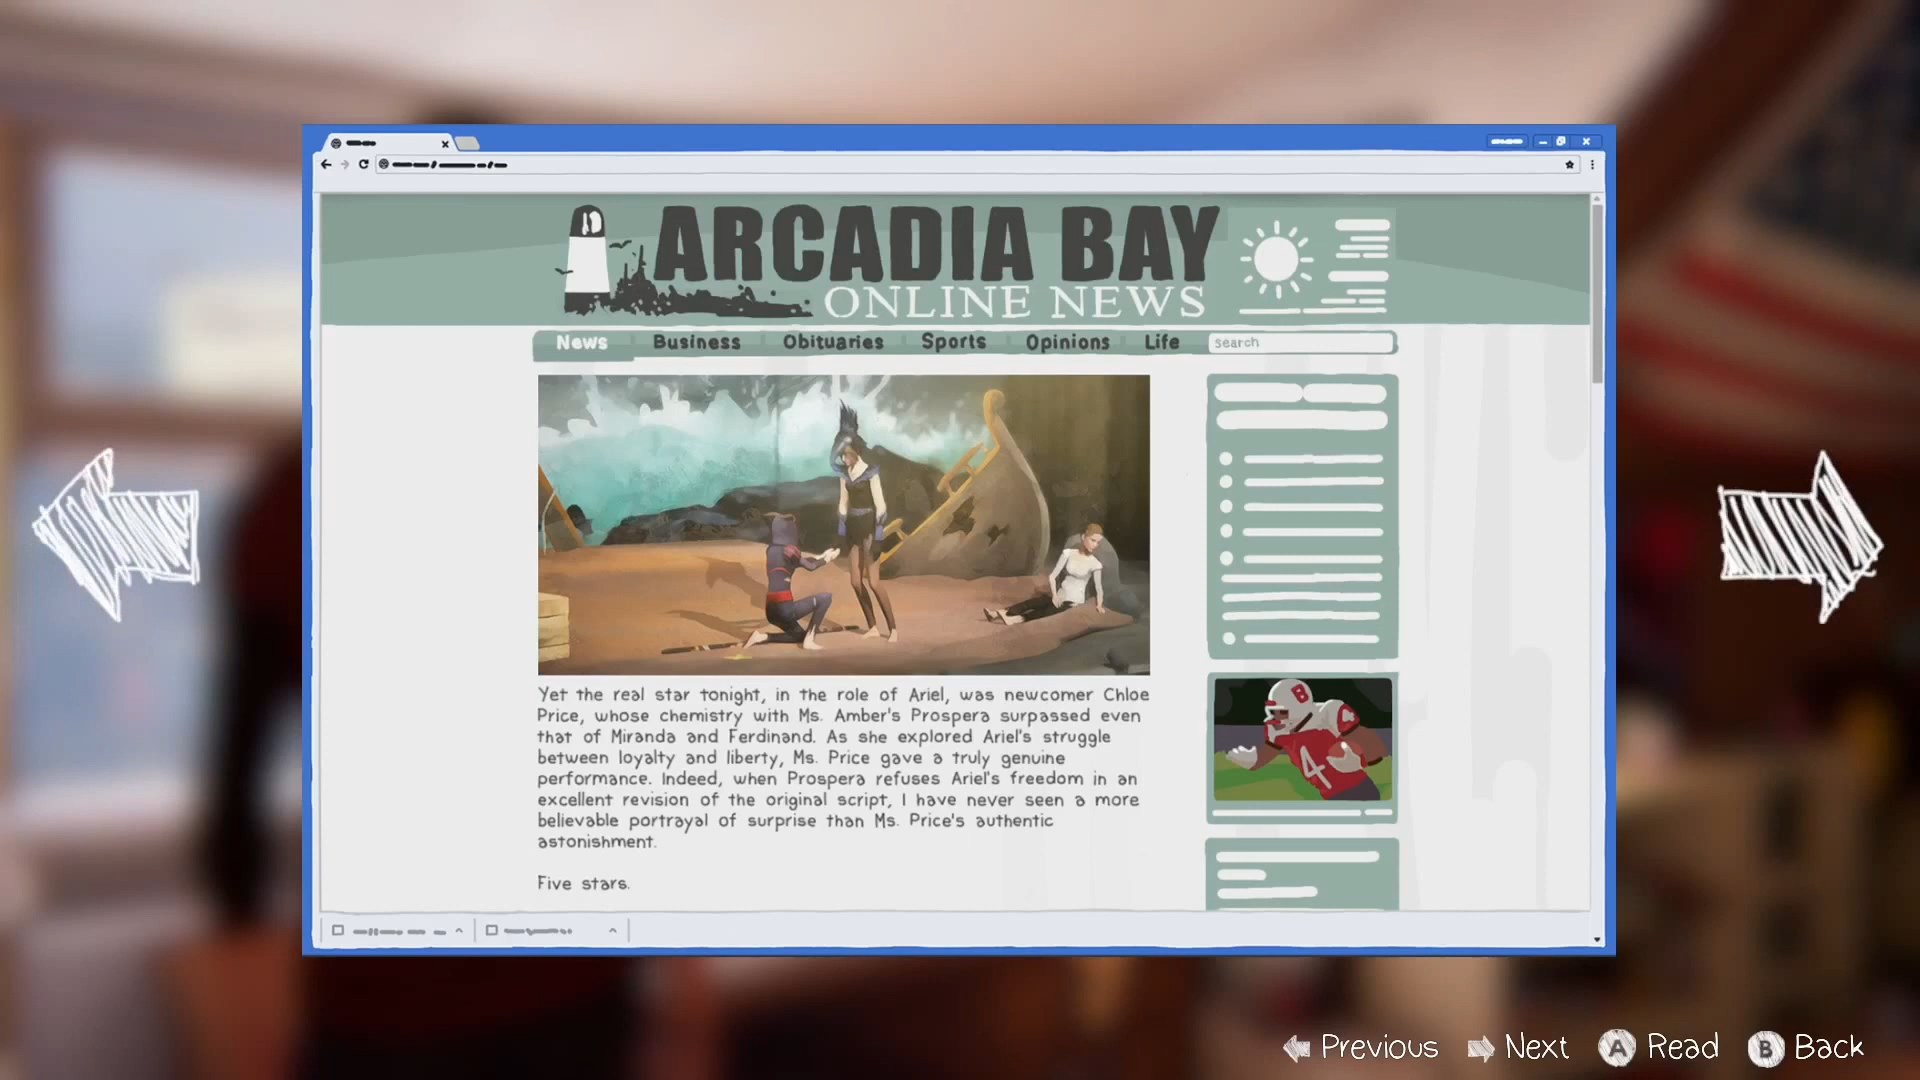 ARCADIA BAY
ONLINE NEWS
News Business Obituaries Sports Opinions Life search
Yet the real star tonight, in the role of Ariel, was newcomer Chloe
Price, whose chemistry with Ms. Amber's Prospera surpassed even
that of Miranda and Ferdinand. As she explored Ariel's struggle
between loyalty and liberty, Ms. Price gave a truly genuine
performance. Indeed, when Prospera refuses Ariel's freedom in an
excellent revision of the original script, I have never seen a more
believable portrayal of surprise than Ms. Price's authentic
astonishment.
Five stars.
B
4
Previous Next A Read B Back